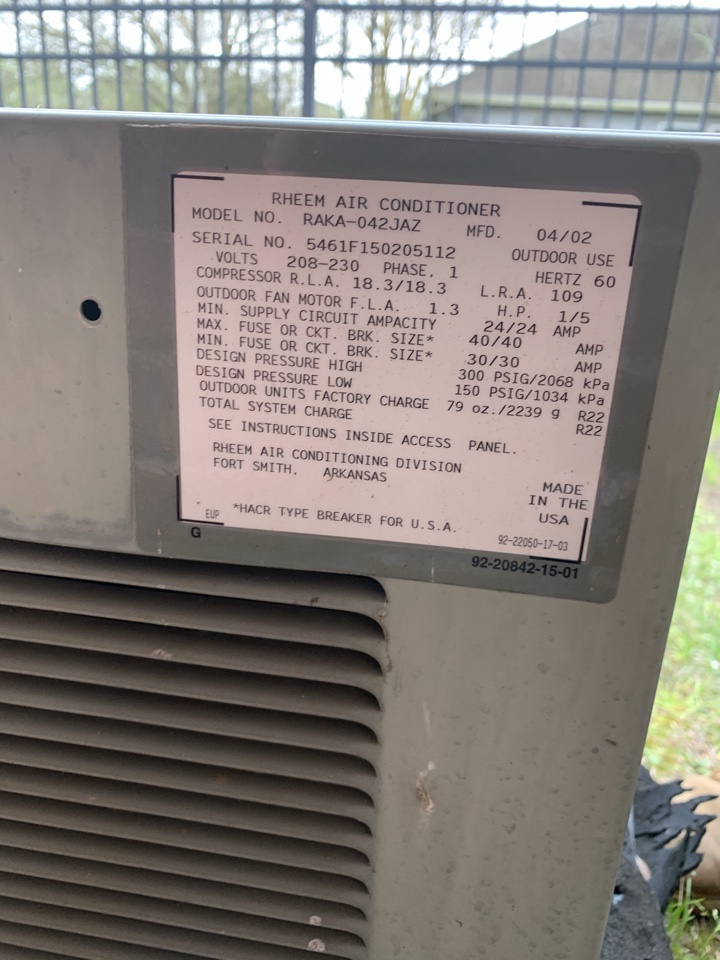 RHEEM AIR CONDITIONER
MODEL NO. RAKA-042JAZ MFD. 04/02
SERIAL NO. 5461F150205112 OUTDOOR USE
VOLTS 208-230 PHASE. 1 HERTZ 60
COMPRESSOR R.L.A. 18.3/18.3 L.R.A. 109
OUTDOOR FAN MOTOR F.L.A. 1.3 H.P. 1/5
MIN. SUPPLY CIRCUIT AMPACITY 24/24 AMP
MAX. FUSE OR CKT. BRK. SIZE* 40/40 AMP
MIN. FUSE OR CKT. BRK. SIZE* 30/30 AMP
DESIGN PRESSURE HIGH 300 PSIG/2068 kPa
DESIGN PRESSURE LOW 150 PSIG/1034 kPa
OUTDOOR UNITS FACTORY CHARGE 79 oz./2239 g R22
TOTAL SYSTEM CHARGE R22
SEE INSTRUCTIONS INSIDE ACCESS PANEL.
RHEEM AIR CONDITIONING DIVISION
FORT SMITH, ARKANSAS
MADE
IN THE
USA
EUP *HACR TYPE BREAKER FOR U.S.A.
92-22050-17-03
G
92-20842-15-01